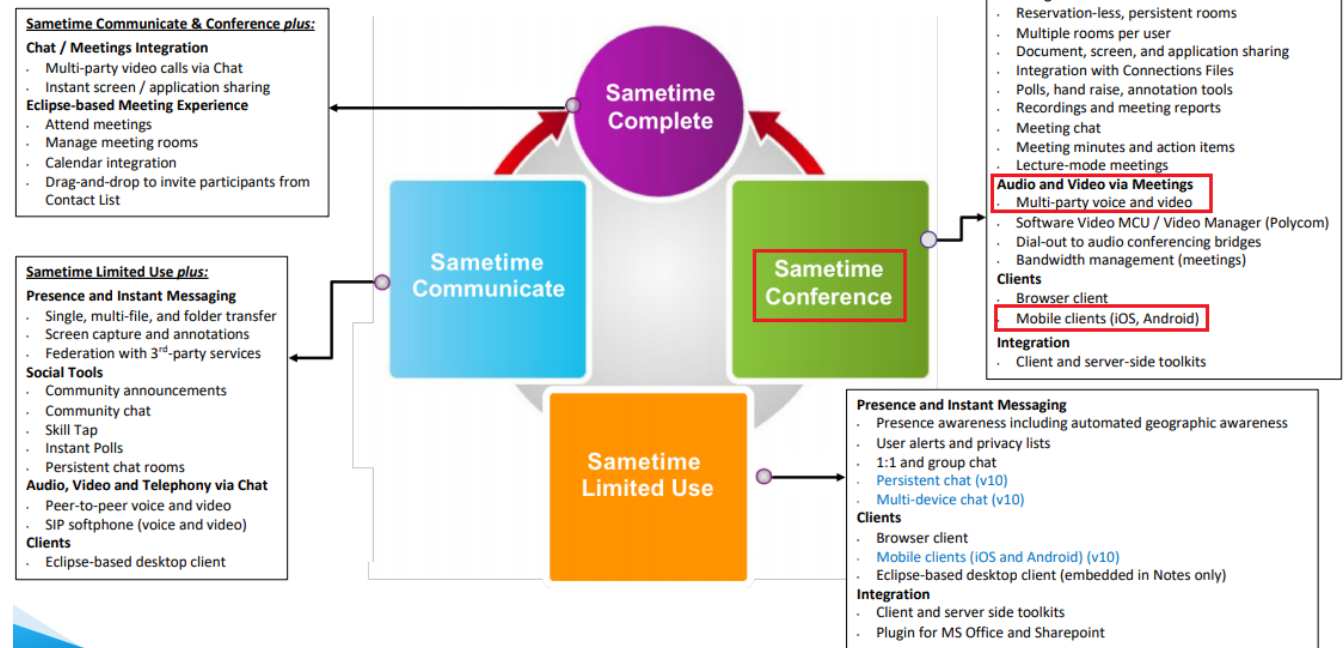 Sametime Communicate & Conference plus:
Chat / Meetings Integration
· Multi-party video calls via Chat
· Instant screen / application sharing
Eclipse-based Meeting Experience
· Attend meetings
· Manage meeting rooms
· Calendar integration
· Drag-and-drop to invite participants from
Contact List
Sametime Limited Use plus:
Presence and Instant Messaging
· Single, multi-file, and folder transfer
· Screen capture and annotations
· Federation with 3rd-party services
Social Tools
· Community announcements
· Community chat
· Skill Tap
· Instant Polls
· Persistent chat rooms
Audio, Video and Telephony via Chat
· Peer-to-peer voice and video
· SIP softphone (voice and video)
Clients
· Eclipse-based desktop client
Sametime
Complete
Sametime
Communicate
Sametime
Conference
Sametime
Limited Use
· Reservation-less, persistent rooms
· Multiple rooms per user
· Document, screen, and application sharing
· Integration with Connections Files
· Polls, hand raise, annotation tools
· Recordings and meeting reports
· Meeting chat
· Meeting minutes and action items
· Lecture-mode meetings
Audio and Video via Meetings
· Multi-party voice and video
· Software Video MCU / Video Manager (Polycom)
· Dial-out to audio conferencing bridges
· Bandwidth management (meetings)
Clients
· Browser client
· Mobile clients (iOS, Android)
Integration
· Client and server-side toolkits
Presence and Instant Messaging
· Presence awareness including automated geographic awareness
· User alerts and privacy lists
· 1:1 and group chat
· Persistent chat (v10)
· Multi-device chat (v10)
Clients
· Browser client
· Mobile clients (iOS and Android) (v10)
· Eclipse-based desktop client (embedded in Notes only)
Integration
· Client and server side toolkits
· Plugin for MS Office and Sharepoint